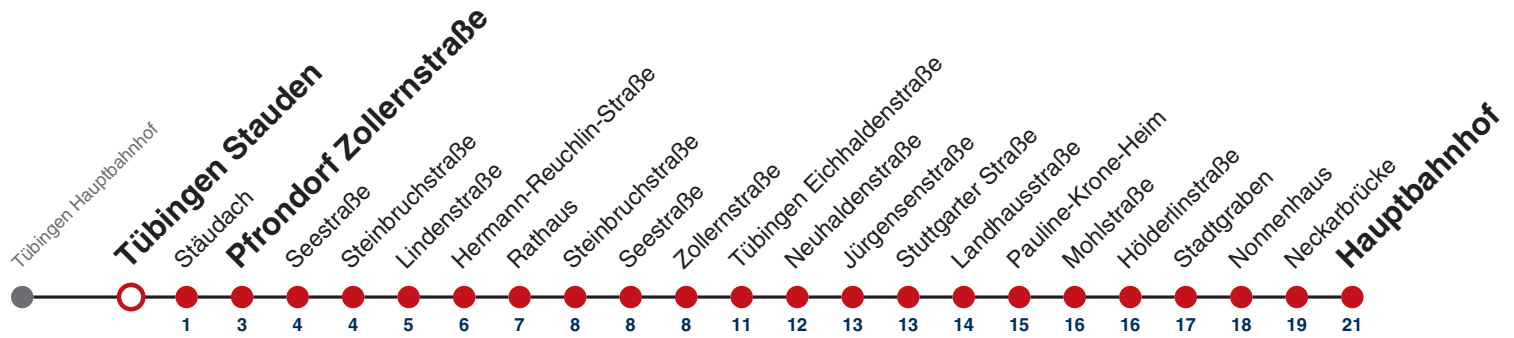 Tübingen Hauptbahnhof
Tübingen Stauden
Stäudach
Pfrondorf Zollernstraße
Seestraße
Steinbruchstraße
Lindenstraße
Hermann-Reuchlin-Straße
Rathaus
Steinbruchstraße
Seestraße
Zollernstraße
Tübingen Eichhaldenstraße
Neuhaldenstraße
Jürgensenstraße
Stuttgarter Straße
Landhausstraße
Pauline-Krone-Heim
Mohlstraße
Hölderlinstraße
Stadtgraben
Nonnenhaus
Neckarbrücke
Hauptbahnhof
1 3 4 4 5 6 7 8 8 8 11 12 13 13 14 15 16 16 17 18 19 21